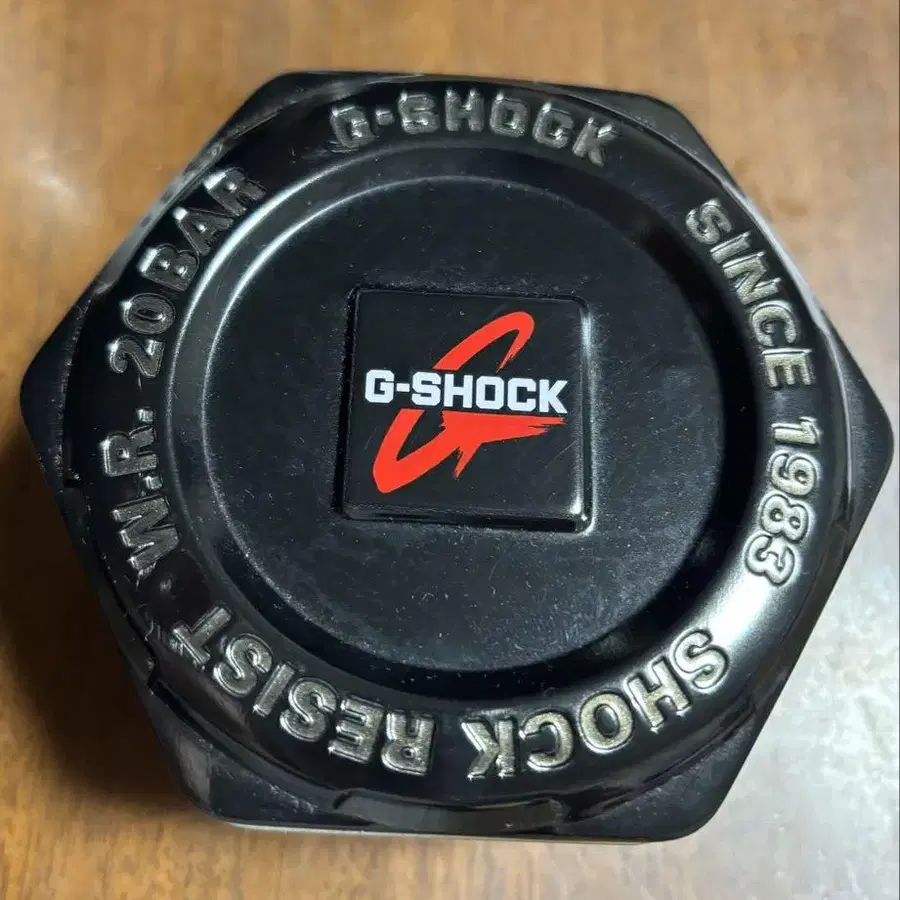 G-SHOCK
SINCE 1983
SHOCK RESIST
W.R. 20BAR
G-SHOCK